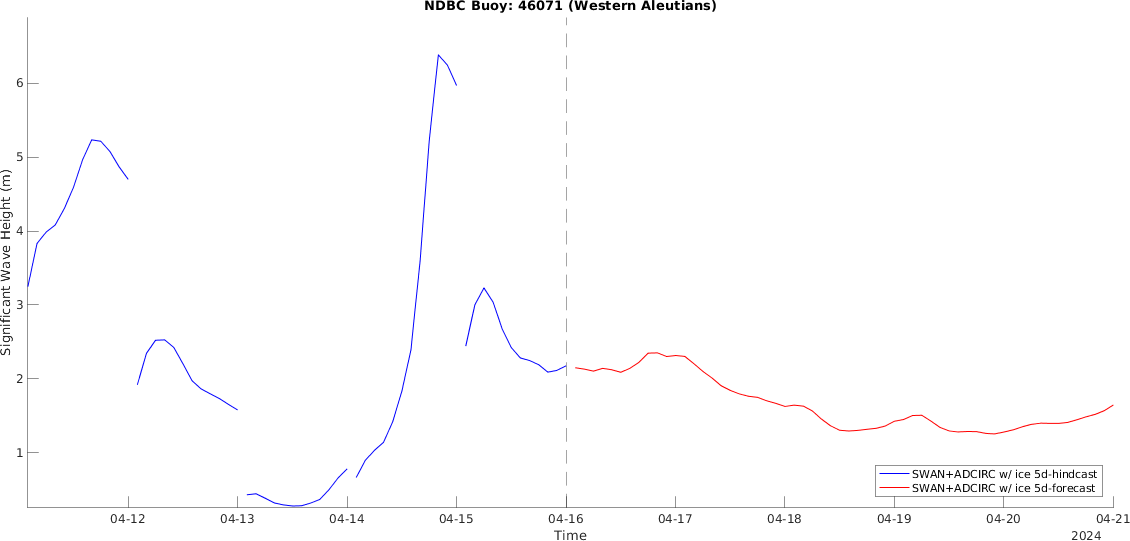 NDBC Buoy: 46071 (Western Aleutians)
Significant Wave Height (m)
6
5
4
3
2
1
SWAN+ADCIRC w/ ice 5d-hindcast
SWAN+ADCIRC w/ ice 5d-forecast
04-12 04-13 04-14 04-15 04-16 04-17 04-18 04-19 04-20 04-21
Time
2024